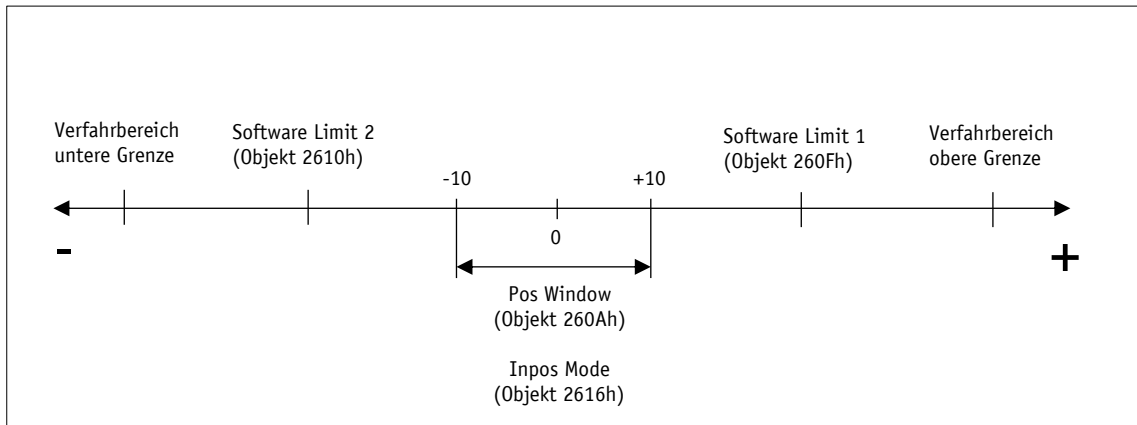 Verfahrbereich
untere Grenze
Software Limit 2
(Objekt 2610h)
Software Limit 1
(Objekt 260Fh)
Verfahrbereich
obere Grenze
-10
+10
0
-
+
Pos Window
(Objekt 260Ah)
Inpos Mode
(Objekt 2616h)